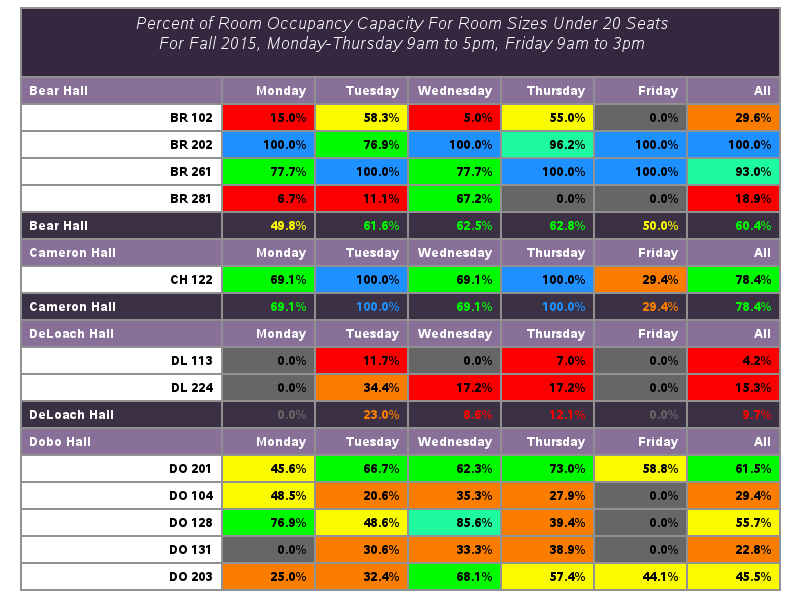 Percent of Room Occupancy Capacity For Room Sizes Under 20 Seats
For Fall 2015, Monday-Thursday 9am to 5pm, Friday 9am to 3pm
Bear Hall Monday Tuesday Wednesday Thursday Friday All
BR 102 15.0% 58.3% 5.0% 55.0% 0.0% 29.6%
BR 202 100.0% 76.9% 100.0% 96.2% 100.0% 100.0%
BR 261 77.7% 100.0% 77.7% 100.0% 100.0% 93.0%
BR 281 6.7% 11.1% 67.2% 0.0% 0.0% 18.9%
Bear Hall 49.8% 61.6% 62.5% 62.8% 50.0% 60.4%
Cameron Hall Monday Tuesday Wednesday Thursday Friday All
CH 122 69.1% 100.0% 69.1% 100.0% 29.4% 78.4%
Cameron Hall 69.1% 100.0% 69.1% 100.0% 29.4% 78.4%
DeLoach Hall Monday Tuesday Wednesday Thursday Friday All
DL 113 0.0% 11.7% 0.0% 7.0% 0.0% 4.2%
DL 224 0.0% 34.4% 17.2% 17.2% 0.0% 15.3%
DeLoach Hall 0.0% 23.0% 8.6% 12.1% 0.0% 9.7%
Dobo Hall Monday Tuesday Wednesday Thursday Friday All
DO 201 45.6% 66.7% 62.3% 73.0% 58.8% 61.5%
DO 104 48.5% 20.6% 35.3% 27.9% 0.0% 29.4%
DO 128 76.9% 48.6% 85.6% 39.4% 0.0% 55.7%
DO 131 0.0% 30.6% 33.3% 38.9% 0.0% 22.8%
DO 203 25.0% 32.4% 68.1% 57.4% 44.1% 45.5%